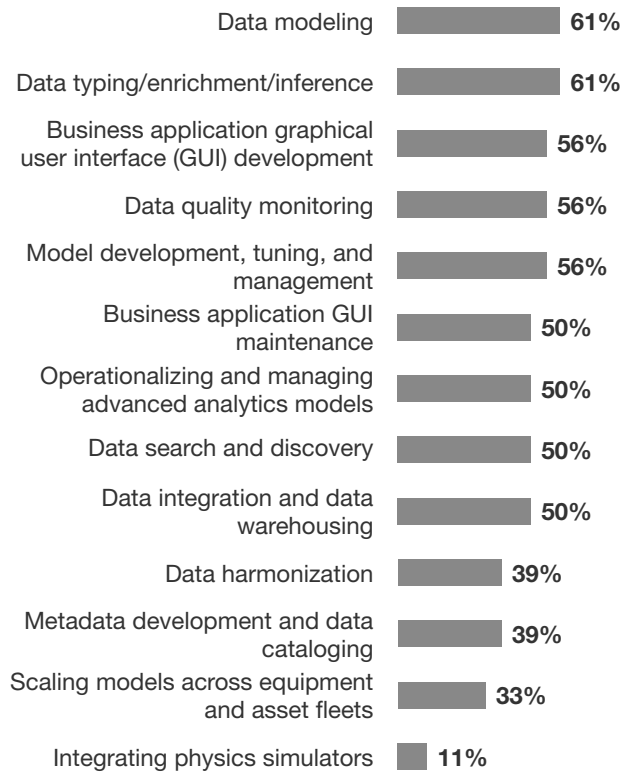 Data modeling 61%
Data typing/enrichment/inference 61%
Business application graphical
user interface (GUI) development 56%
Data quality monitoring 56%
Model development, tuning, and
management 56%
Business application GUI
maintenance 50%
Operationalizing and managing
advanced analytics models 50%
Data search and discovery 50%
Data integration and data
warehousing 50%
Data harmonization 39%
Metadata development and data
cataloging 39%
Scaling models across equipment
and asset fleets 33%
Integrating physics simulators 11%